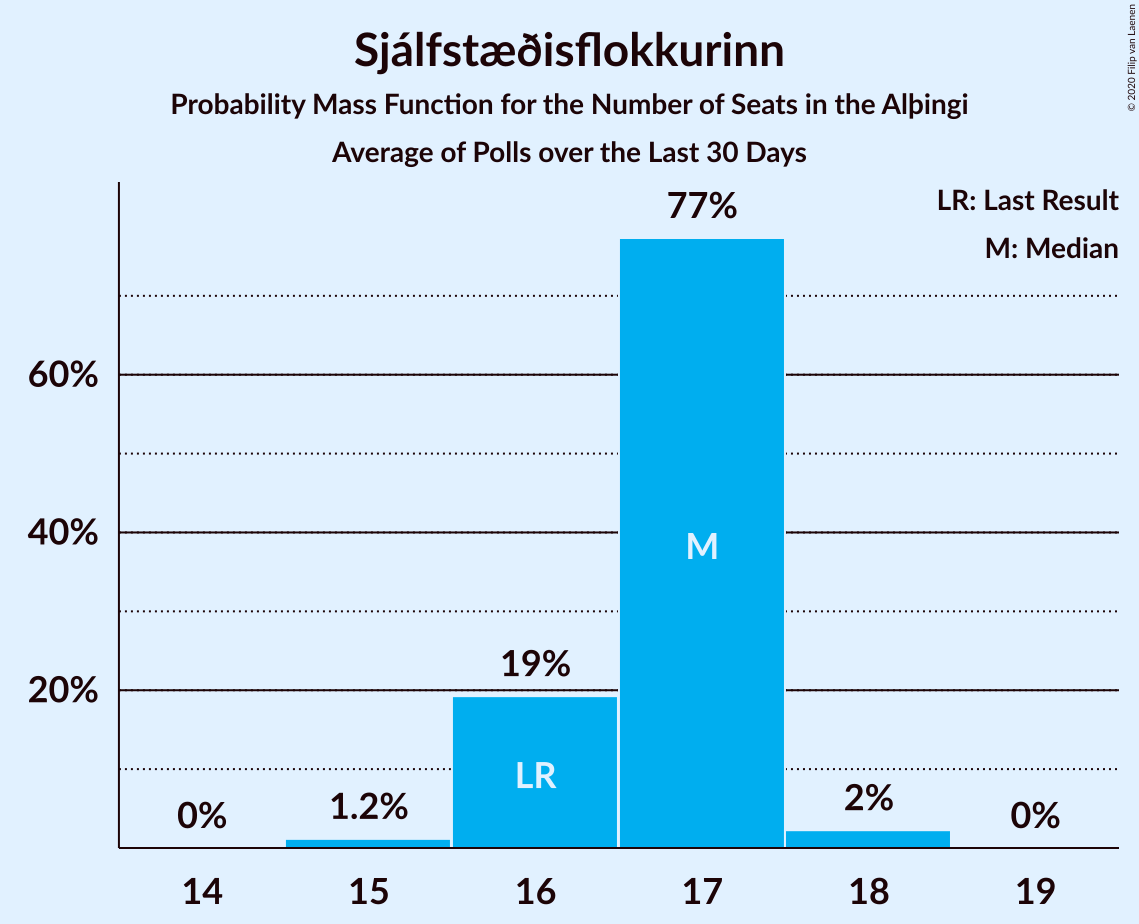 Sjálfstæðisflokkurinn
Probability Mass Function for the Number of Seats in the Alþingi
Average of Polls over the Last 30 Days
© 2020 Filip van Laenen
LR: Last Result
M: Median
77%
60%
40%
20%
M
19%
LR
0%
1.2%
2%
0%
14 15 16 17 18 19